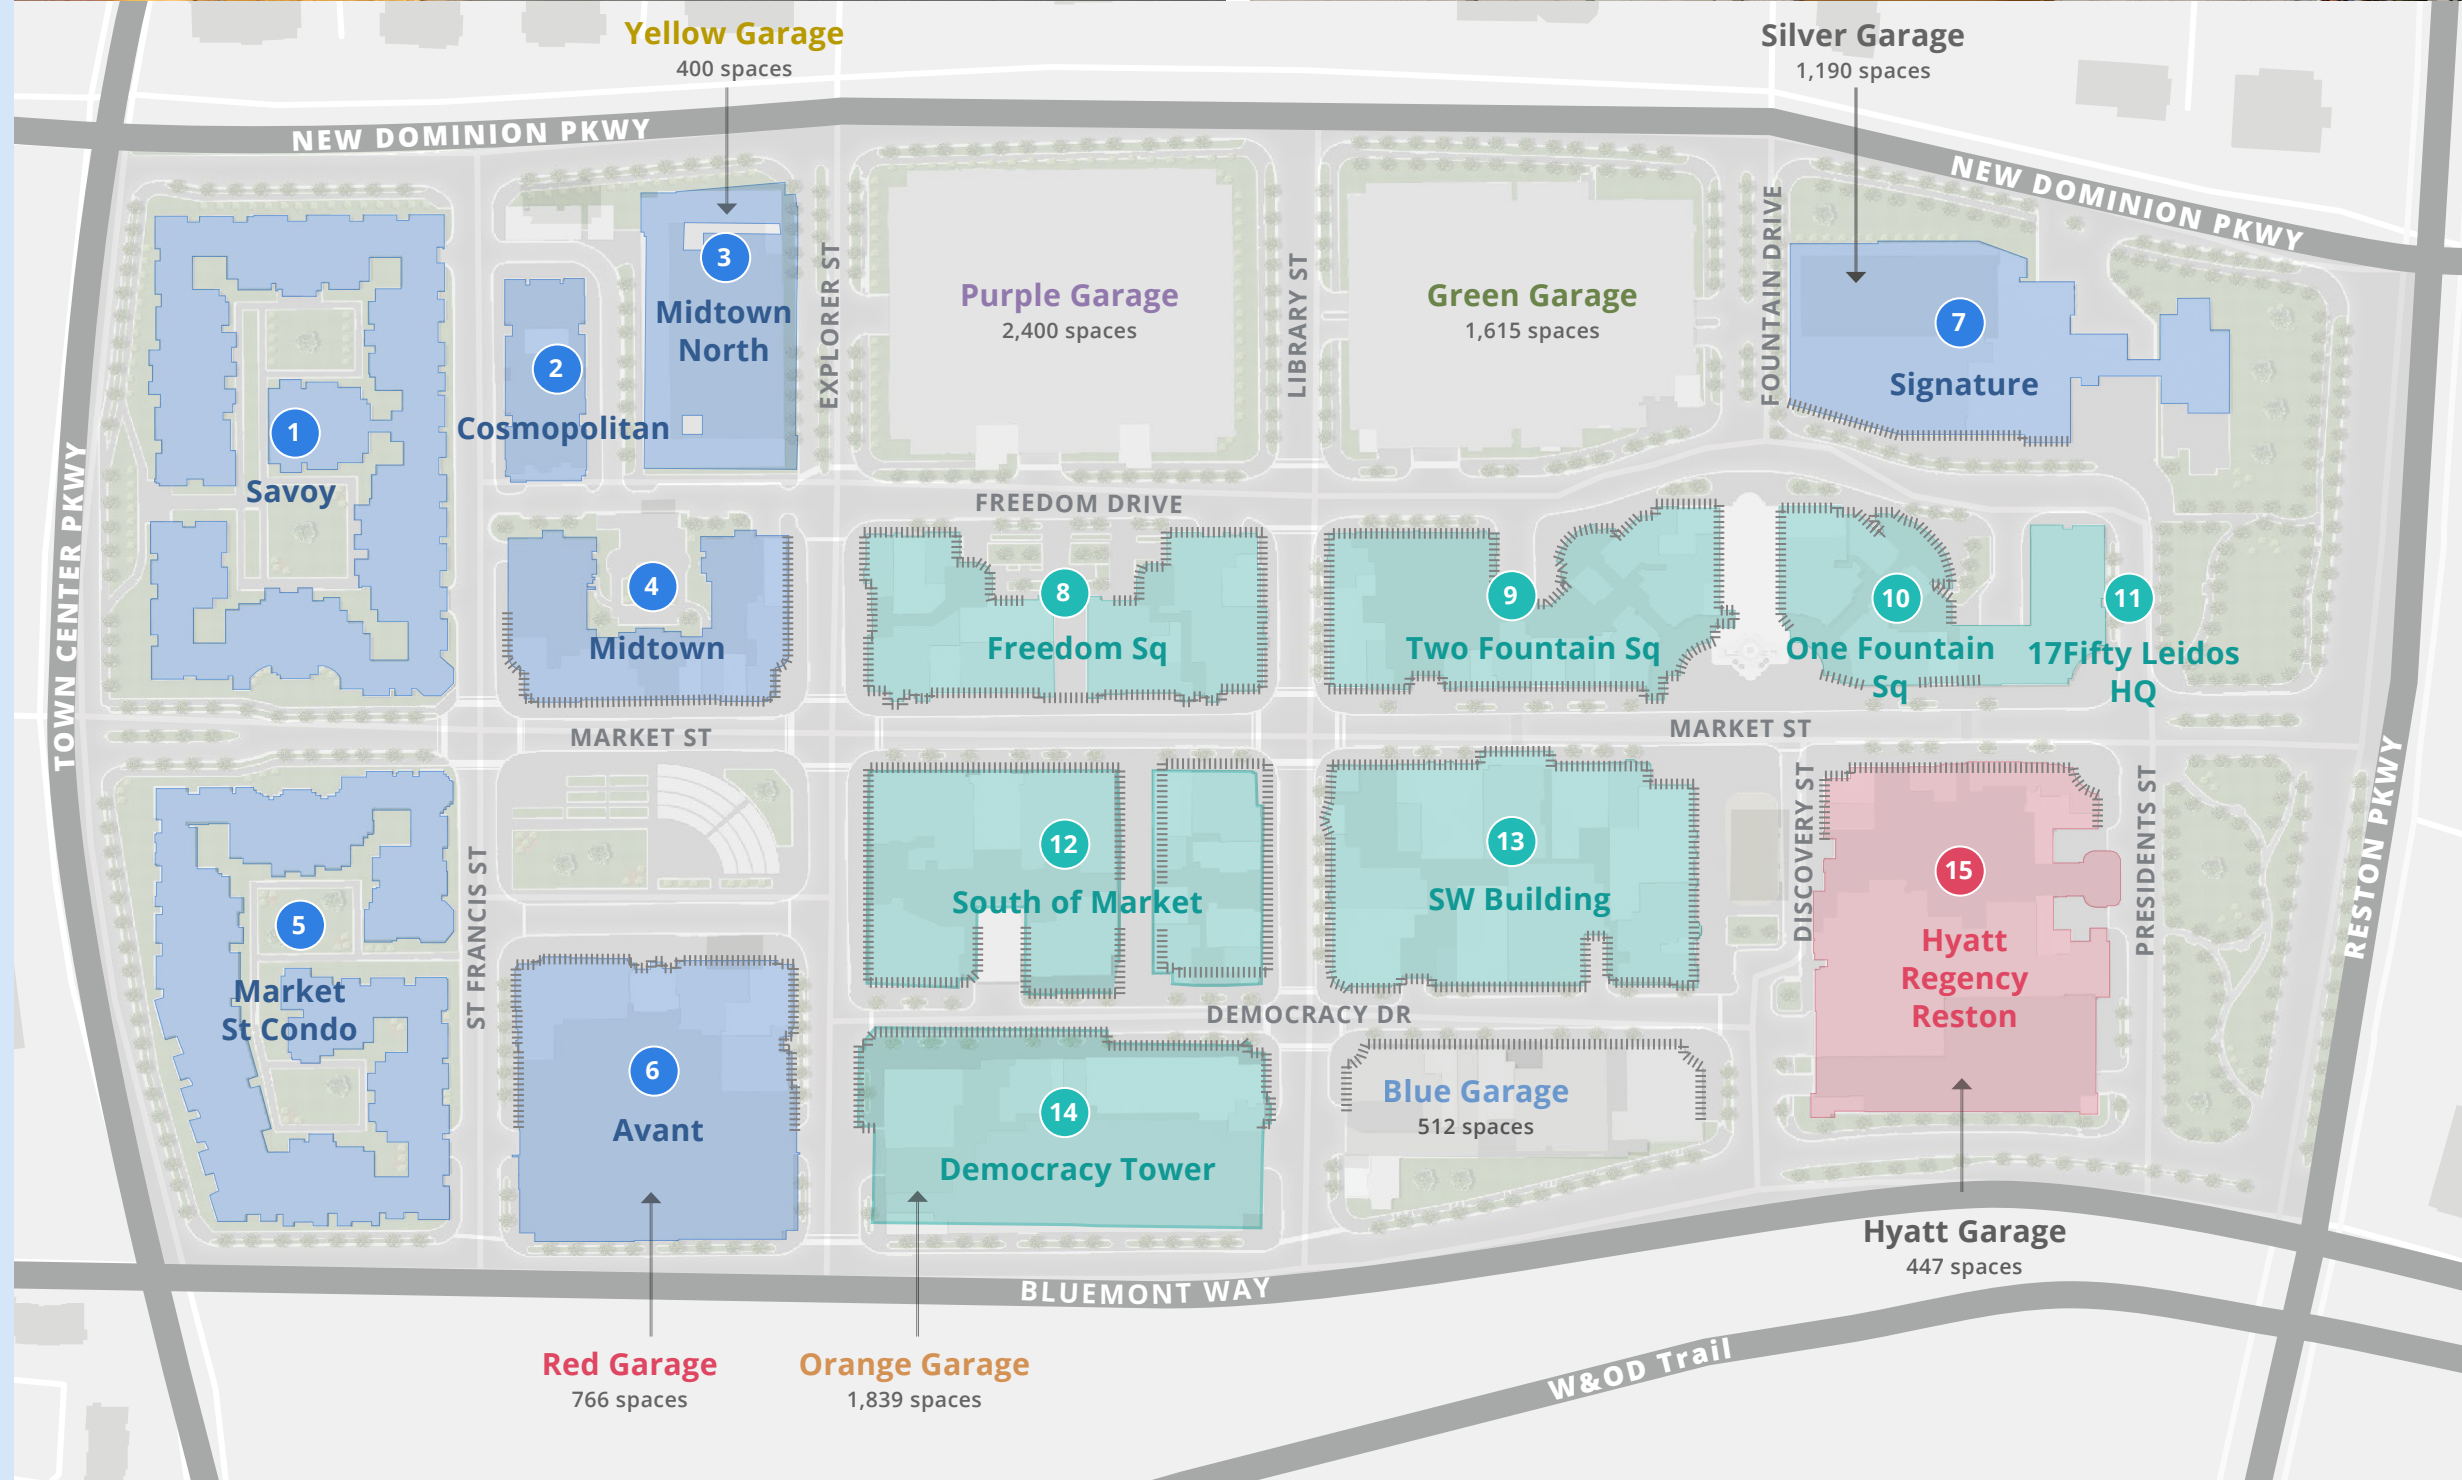 Yellow Garage
400 spaces
Silver Garage
1,190 spaces
NEW DOMINION PKWY
NEW DOMINION PKWY
3
Midtown
North
2
Cosmopolitan
1
Savoy
EXPLORER ST
Purple Garage
2,400 spaces
LIBRARY ST
Green Garage
1,615 spaces
FOUNTAIN DRIVE
7
Signature
TOWN CENTER PKWY
FREEDOM DRIVE
4
Midtown
8
Freedom Sq
9
Two Fountain Sq
10
One Fountain
Sq
11
17Fifty Leidos
HQ
MARKET ST
MARKET ST
5
Market
St Condo
ST FRANCIS ST
12
South of Market
13
SW Building
DISCOVERY ST
15
Hyatt
Regency
Reston
PRESIDENTS ST
RESTON PKWY
DEMOCRACY DR
6
Avant
14
Democracy Tower
Blue Garage
512 spaces
Hyatt Garage
447 spaces
BLUEMONT WAY
Red Garage
766 spaces
Orange Garage
1,839 spaces
W&OD Trail